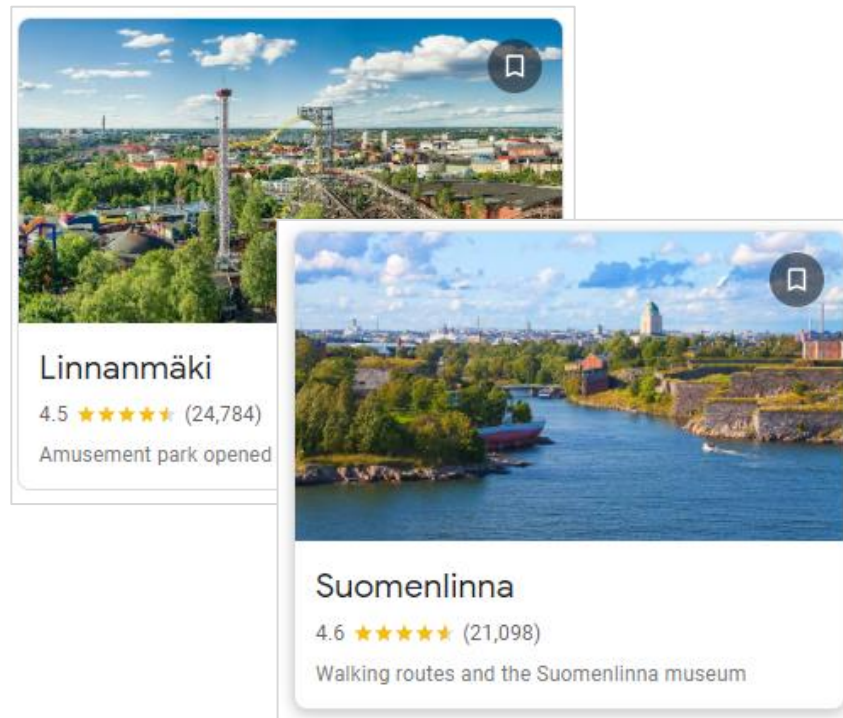 Linnanmäki
4.5 (24,784)
Amusement park opened
Suomenlinna
4.6 (21,098)
Walking routes and the Suomenlinna museum